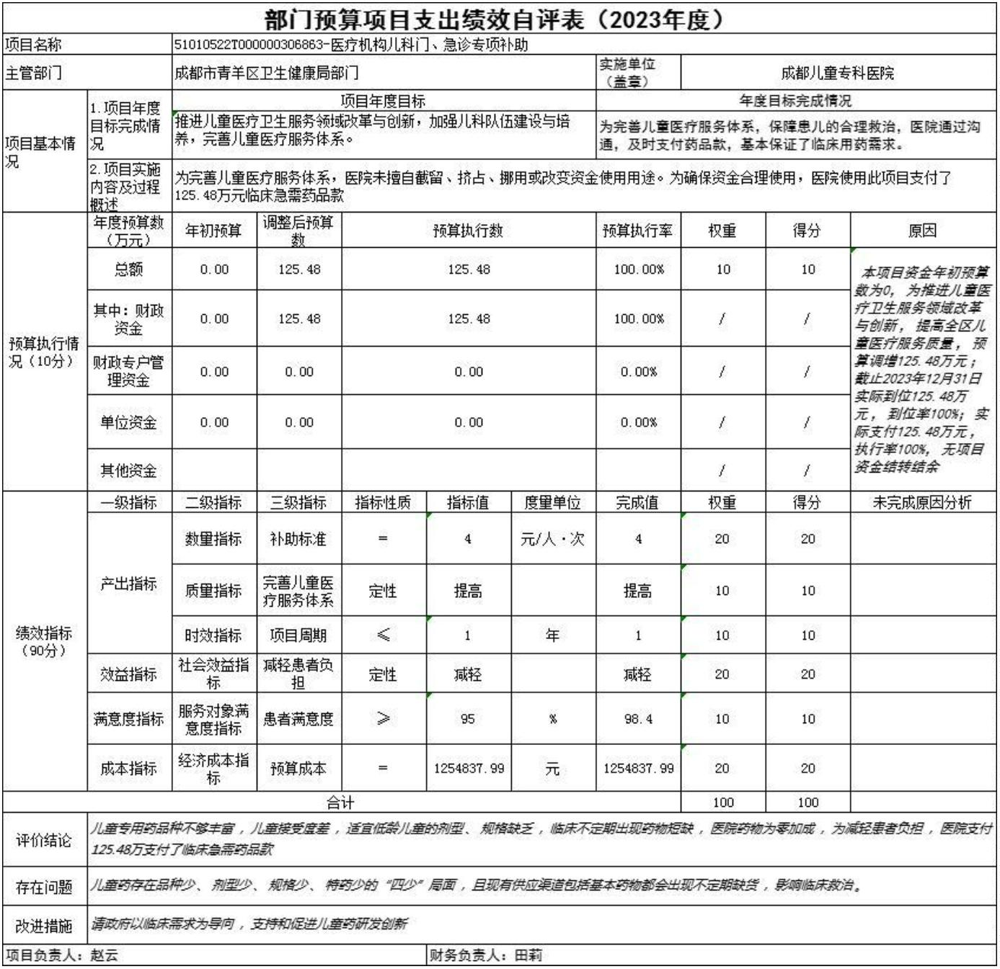 部门预算项目支出绩效自评表（2023年度）
项目名称 51010522T000000306863-医疗机构儿科门、急诊专项补助
主管部门 成都市青羊区卫生健康局部门 实施单位（盖章） 成都儿童专科医院
项目基本情况
1.项目年度目标完成情况
项目年度目标 年度目标完成情况
推进儿童医疗卫生服务领域改革与创新，加强儿科队伍建设与培
养，完善儿童医疗服务体系。
为完善儿童医疗服务体系，保障患儿的合理救治，医院通过沟
通，及时支付药品款，基本保证了临床用药需求。
2.项目实施内容及过程概述
为完善儿童医疗服务体系，医院未擅自截留、挤占、挪用或改变资金使用用途。为确保资金合理使用，医院使用此项目支付了
125.48万元临床急需药品款
预算执行情况（10分）
年度预算数（万元） 年初预算 调整后预算数 预算执行数 预算执行率 权重 得分 原因
总额 0.00 125.48 125.48 100.00% 10 10
其中：财政资金 0.00 125.48 125.48 100.00% / /
财政专户管理资金 0.00 0.00 0.00 0.00% / /
单位资金 0.00 0.00 0.00 0.00% / /
其他资金 / /
本项目资金年初预算
数为0，为推进儿童医
疗卫生服务领域改革
与创新，提高全区儿
童医疗服务质量，预
算调增125.48万元；
截止2023年12月31日
实际到位125.48万
元，到位率100%；实
际支付125.48万元，
执行率100%，无项目
资金结转结余
绩效指标（90分）
一级指标 二级指标 三级指标 指标性质 指标值 度量单位 完成值 权重 得分 未完成原因分析
产出指标 数量指标 补助标准 ＝ 4 元/人·次 4 20 20
质量指标 完善儿童医疗服务体系 定性 提高 提高 10 10
时效指标 项目周期 ≤ 1 年 1 10 10
效益指标 社会效益指标 减轻患者负担 定性 减轻 减轻 20 20
满意度指标 服务对象满意度指标 患者满意度 ≥ 95 % 98.4 10 10
成本指标 经济成本指标 预算成本 ＝ 1254837.99 元 1254837.99 20 20
合计 100 100
评价结论
儿童专用药品种不够丰富，儿童接受度差，适宜低龄儿童的剂型、规格缺乏，临床不定期出现药物短缺，医院药物为零加成，为减轻患者负担，医院支付
125.48万支付了临床急需药品款
存在问题 儿童药存在品种少、剂型少、规格少、特药少的“四少”局面，且现有供应渠道包括基本药物都会出现不定期缺货，影响临床救治。
改进措施 请政府以临床需求为导向，支持和促进儿童药研发创新
项目负责人：赵云 财务负责人：田莉